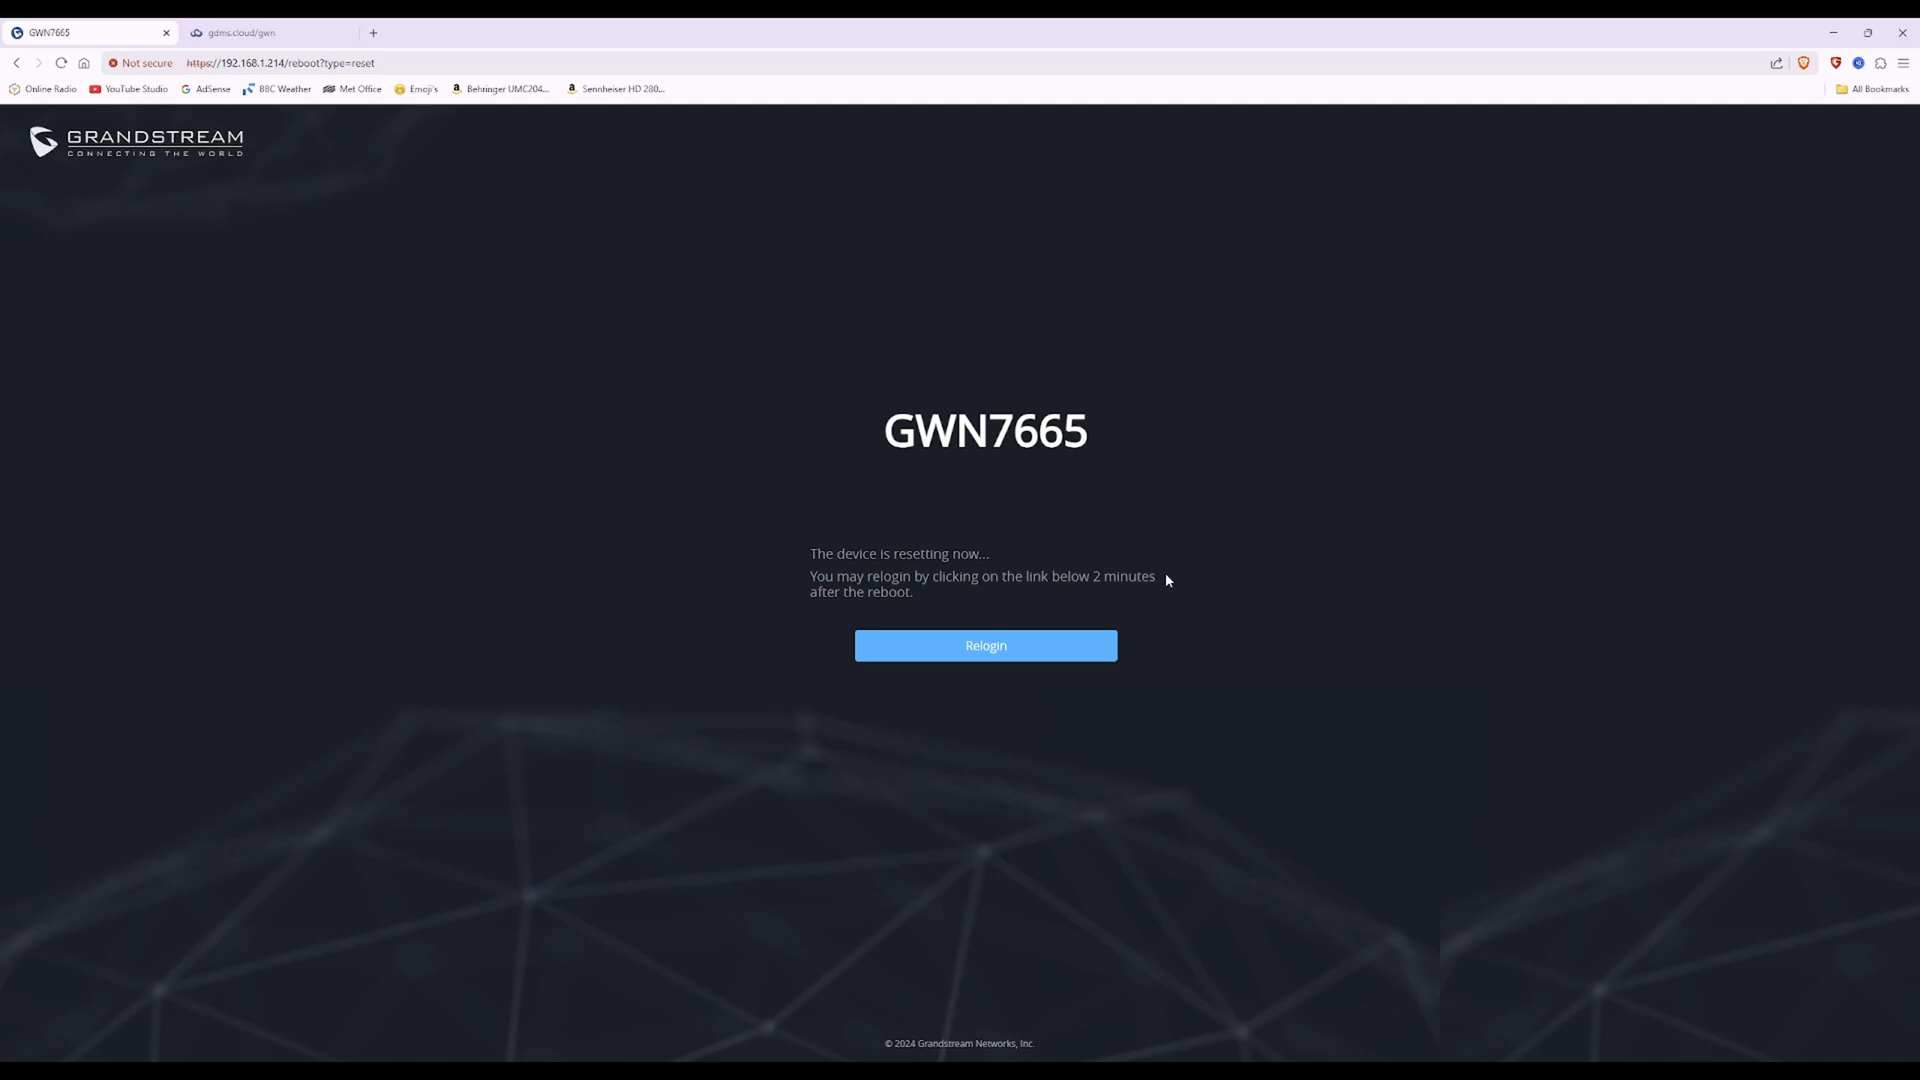 GWN7665
gdms.cloud/gwn
Not secure
https://192.168.1.214/reboot?type=reset
Online Radio
YouTube Studio
AdSense
BBC Weather
Met Office
Emoji's
Behringer UMC204...
Sennheiser HD 280...
All Bookmarks
GRANDSTREAM
CONNECTING THE WORLD
GWN7665
The device is resetting now...
You may relogin by clicking on the link below 2 minutes
after the reboot.
Relogin
© 2024 Grandstream Networks, Inc.